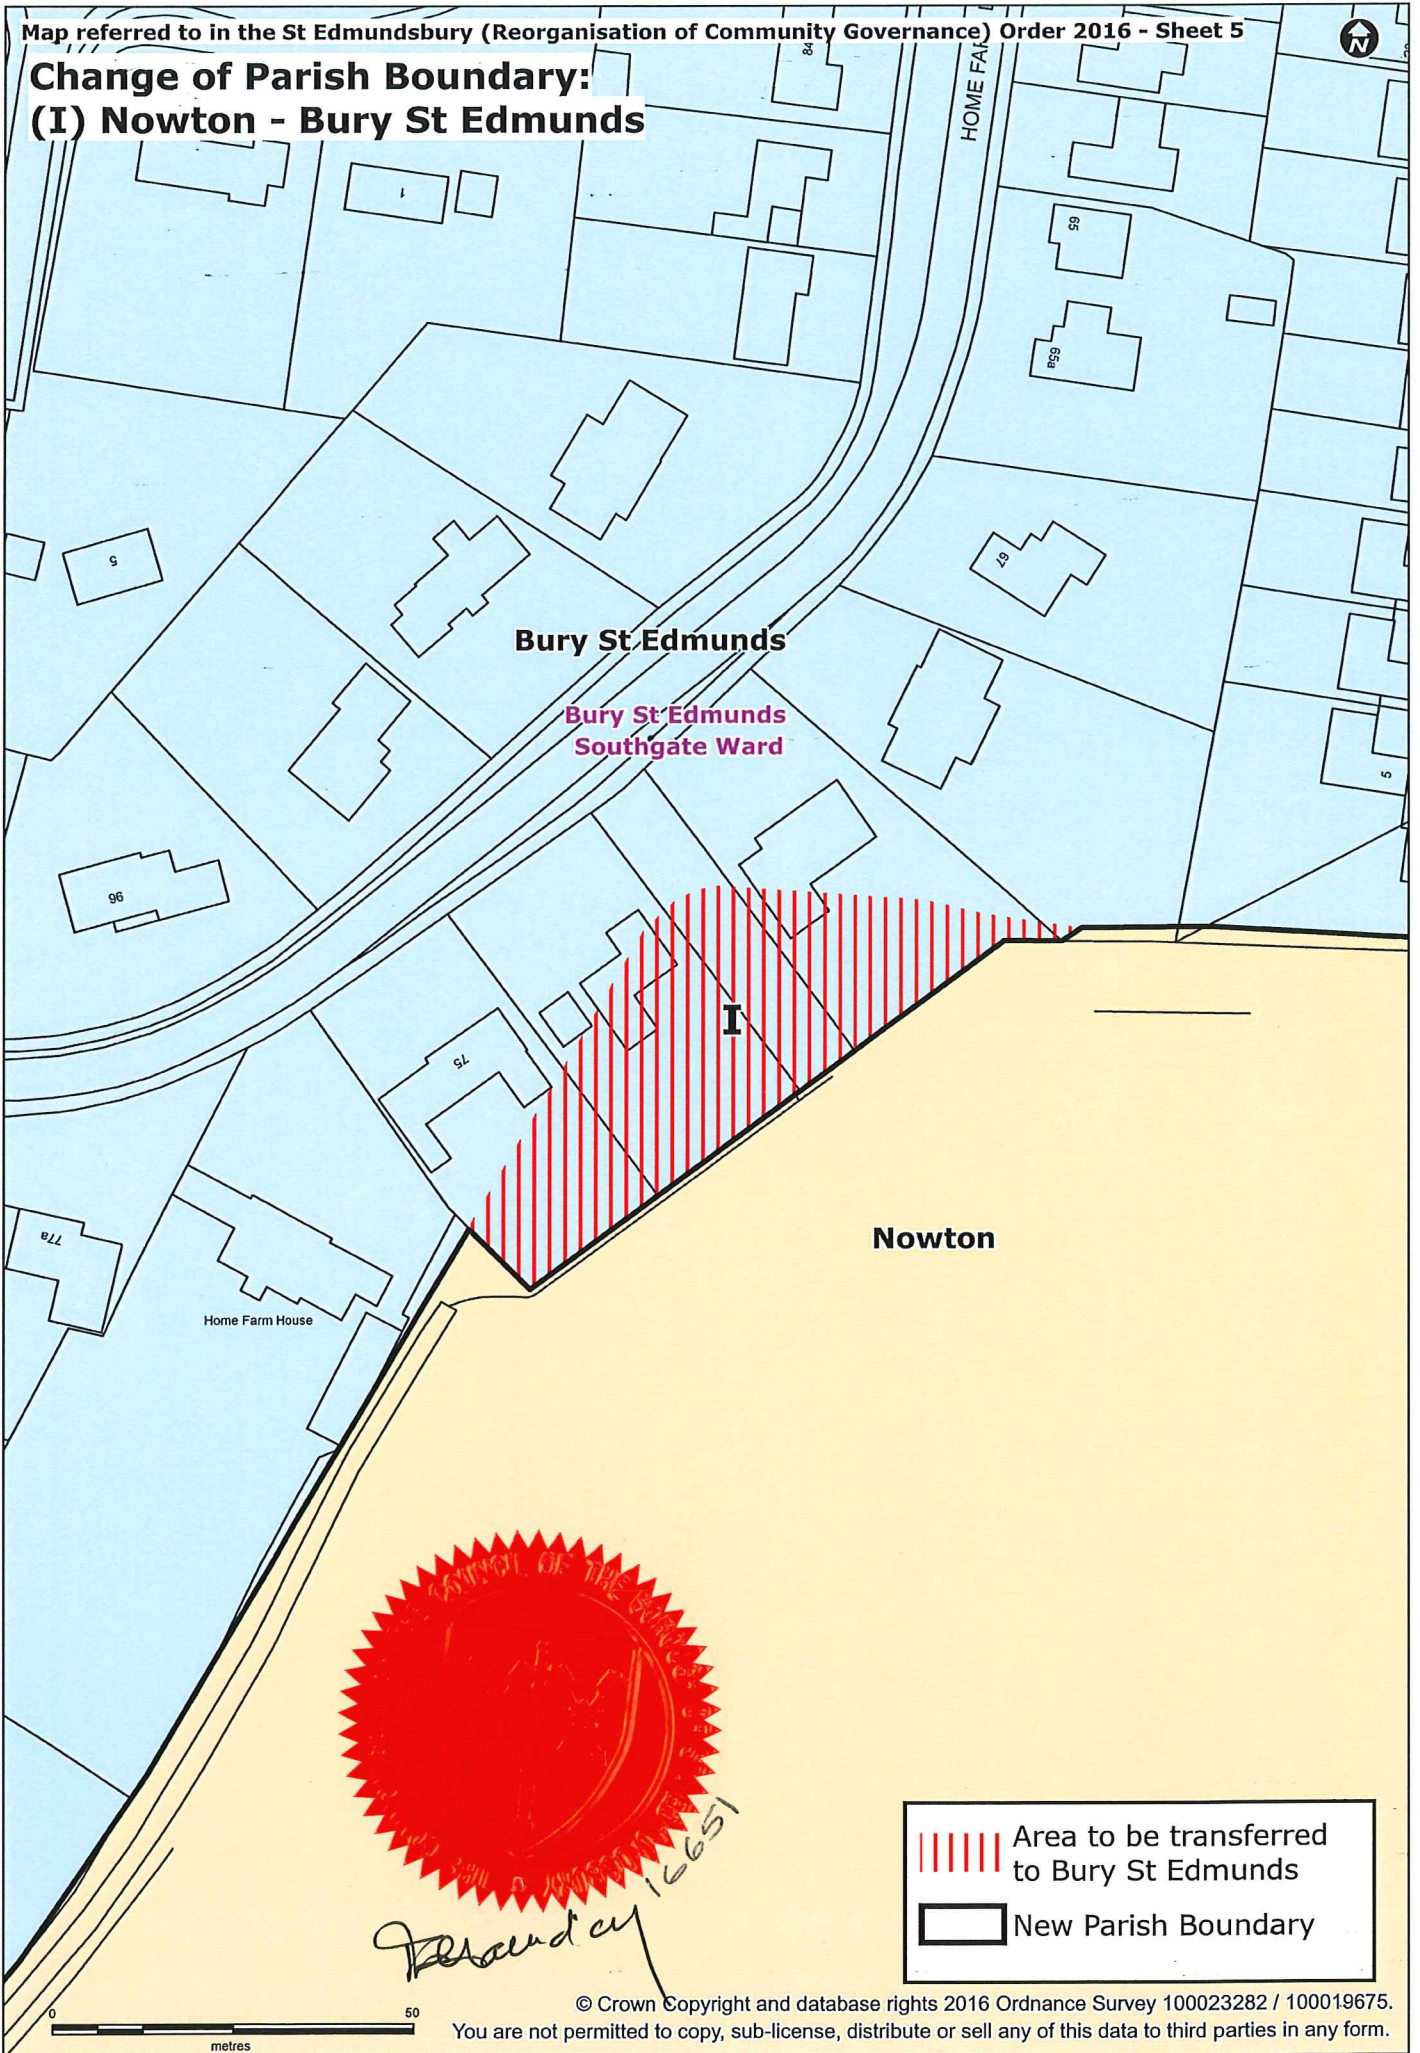 Map referred to in the St Edmundsbury (Reorganisation of Community Governance) Order 2016 - Sheet 5
N
Change of Parish Boundary:
(I) Nowton - Bury St Edmunds
84
HOME FAR
1
65
65a
5
67
Bury St Edmunds
Bury St Edmunds
Southgate Ward
5
96
I
75
77a
Nowton
Home Farm House
COUNCIL OF THE
16651
Area to be transferred
to Bury St Edmunds
New Parish Boundary
0 50
metres
© Crown Copyright and database rights 2016 Ordnance Survey 100023282 / 100019675.
You are not permitted to copy, sub-license, distribute or sell any of this data to third parties in any form.